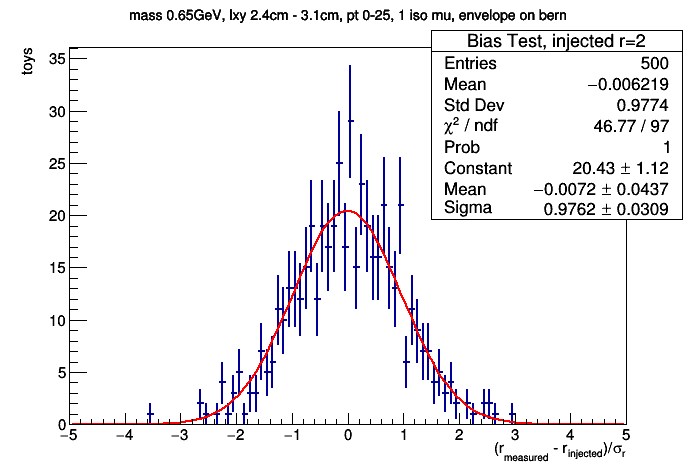 mass 0.65GeV, lxy 2.4cm - 3.1cm, pt 0-25, 1 iso mu, envelope on bern
Bias Test, injected r=2
Entries 500
Mean −0.006219
Std Dev 0.9774
χ² / ndf 46.77 / 97
Prob 1
Constant 20.43 ± 1.12
Mean −0.0072 ± 0.0437
Sigma 0.9762 ± 0.0309
toys
35
30
25
20
15
10
5
0
−5 −4 −3 −2 −1 0 1 2 3 4 5
(r_measured - r_injected)/σ_r